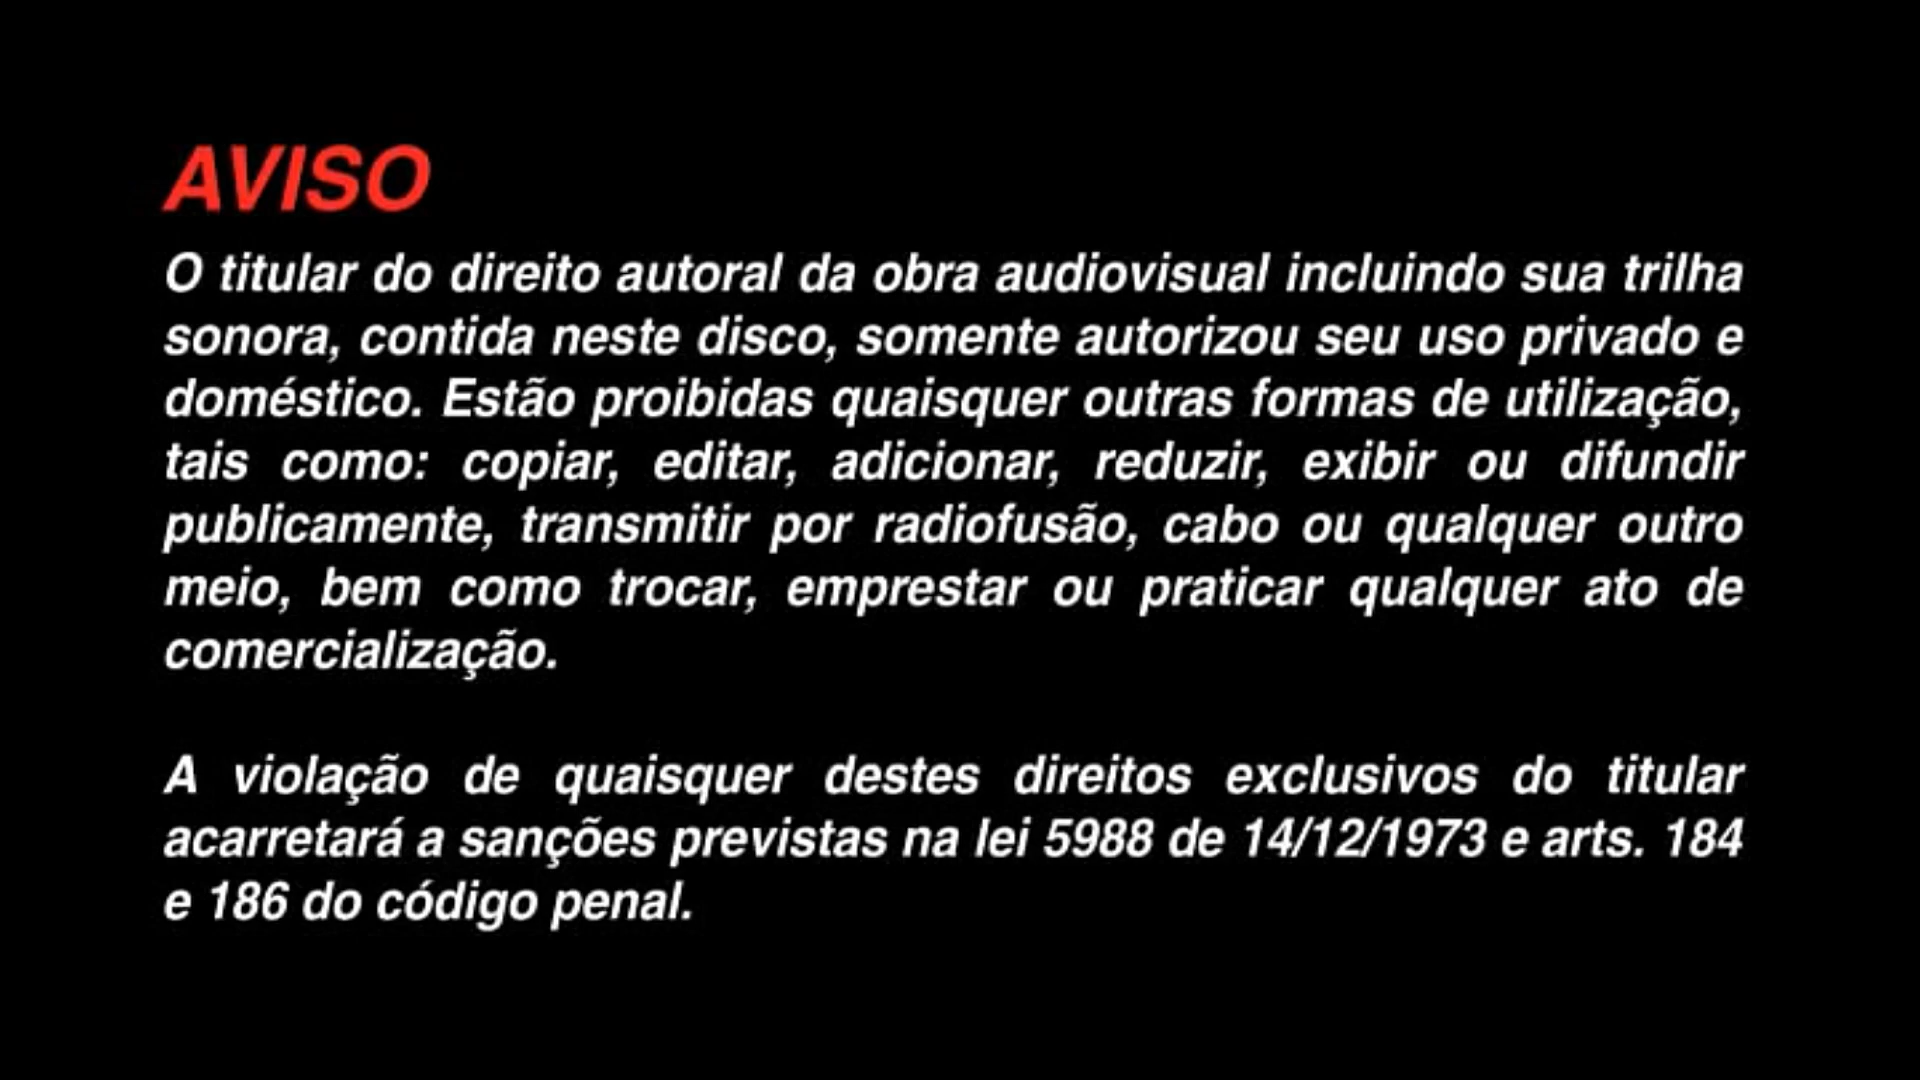 AVISO
O titular do direito autoral da obra audiovisual incluindo sua trilha
sonora, contida neste disco, somente autorizou seu uso privado e
doméstico. Estão proibidas quaisquer outras formas de utilização,
tais como: copiar, editar, adicionar, reduzir, exibir ou difundir
publicamente, transmitir por radiofusão, cabo ou qualquer outro
meio, bem como trocar, emprestar ou praticar qualquer ato de
comercialização.
A violação de quaisquer destes direitos exclusivos do titular
acarretará a sanções previstas na lei 5988 de 14/12/1973 e arts. 184
e 186 do código penal.